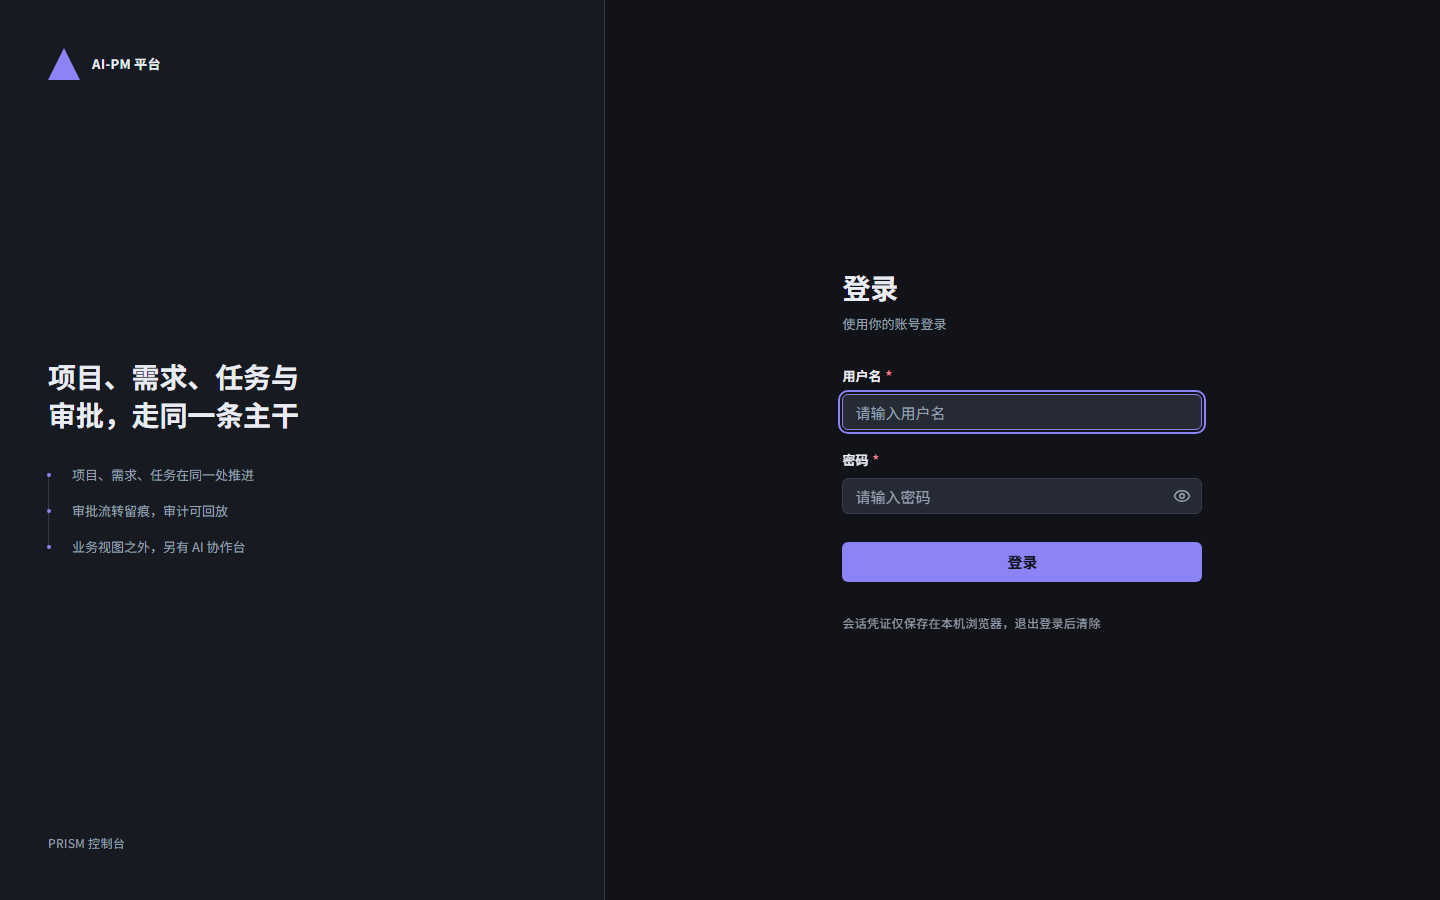 AI-PM 平台
项目、需求、任务与
审批，走同一条主干
项目、需求、任务在同一处推进
审批流转留痕，审计可回放
业务视图之外，另有 AI 协作台
PRISM 控制台
登录
使用你的账号登录
用户名 *
请输入用户名
密码 *
请输入密码
登录
会话凭证仅保存在本机浏览器，退出登录后清除